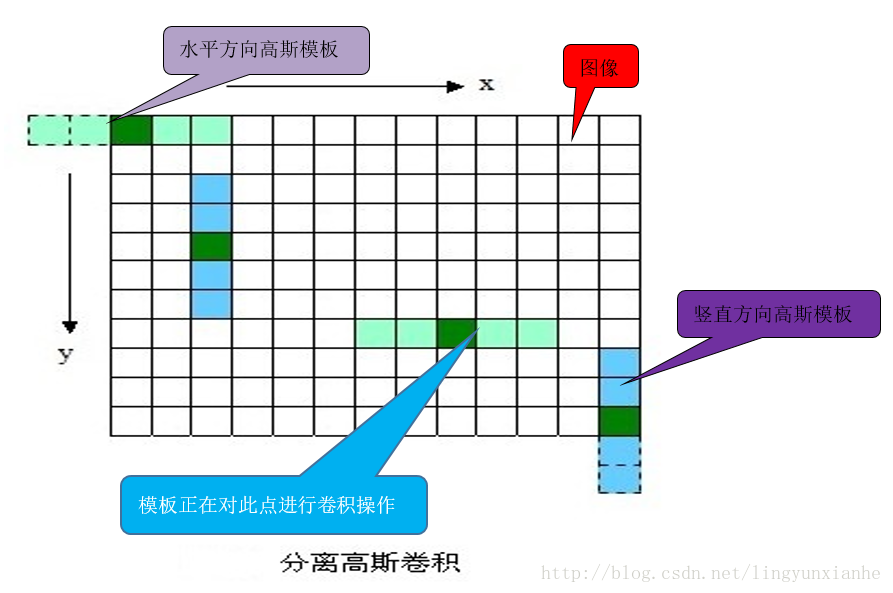 水平方向高斯模板
图像
x
y
竖直方向高斯模板
模板正在对此点进行卷积操作
分离高斯卷积
http://blog.csdn.net/lingyunxianhe